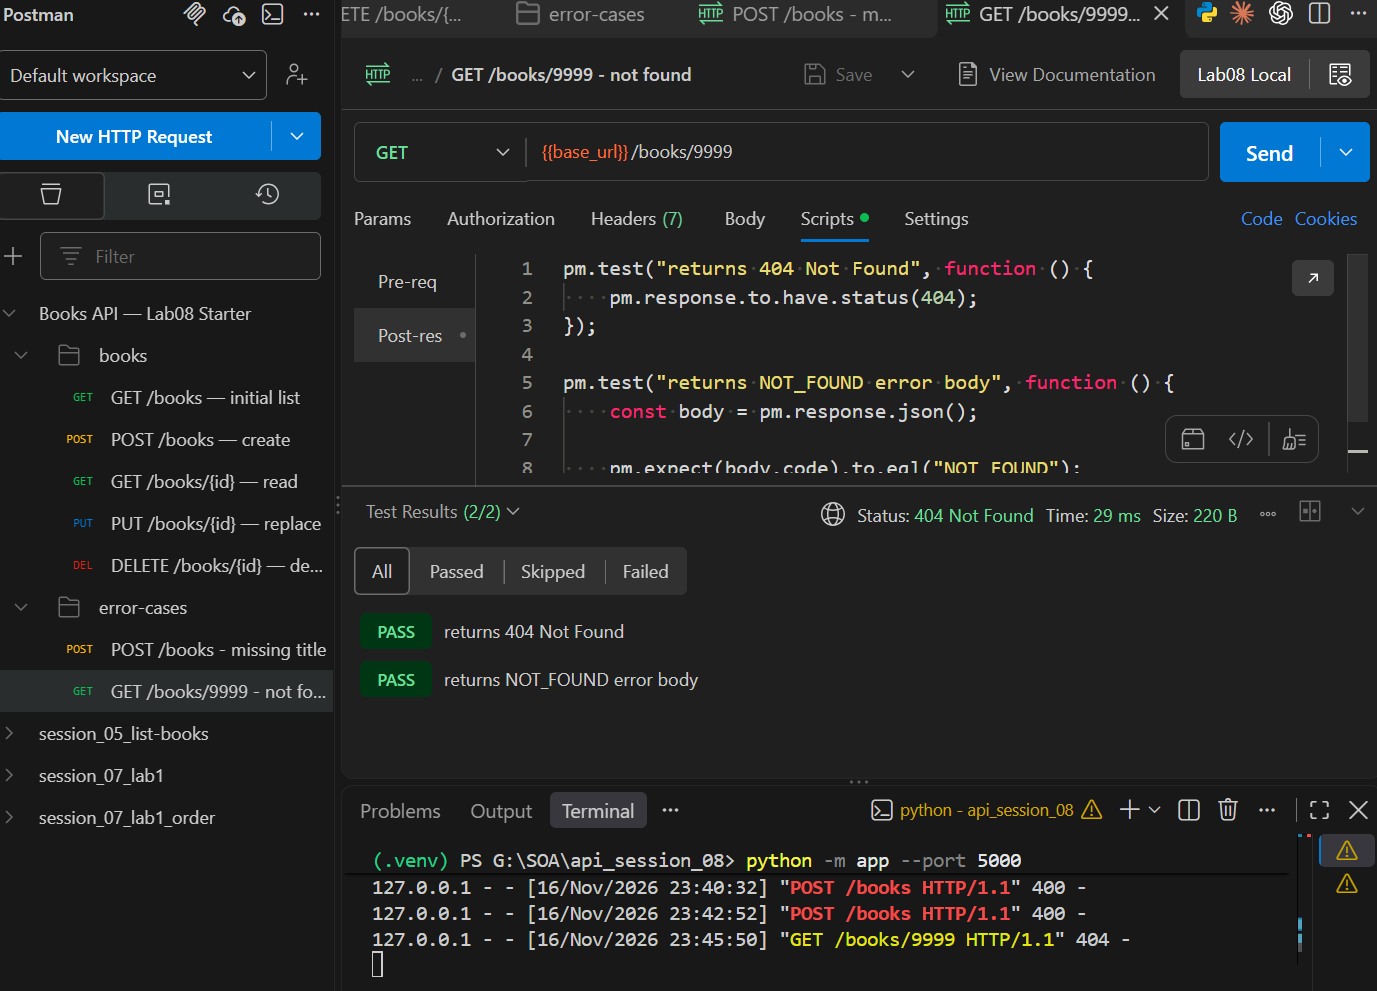 Postman
Default workspace
New HTTP Request
Filter
Books API — Lab08 Starter
books
GET GET /books — initial list
POST POST /books — create
GET GET /books/{id} — read
PUT PUT /books/{id} — replace
DEL DELETE /books/{id} — de...
error-cases
POST POST /books - missing title
GET GET /books/9999 - not fo...
session_05_list-books
session_07_lab1
session_07_lab1_order
ETE /books/{...
error-cases
HTTP POST /books - m...
HTTP GET /books/9999...
HTTP ... / GET /books/9999 - not found
Save
View Documentation
Lab08 Local
GET {{base_url}}/books/9999
Send
Params Authorization Headers (7) Body Scripts Settings Code Cookies
Pre-req
Post-res
1 pm.test("returns 404 Not Found", function () {
2 pm.response.to.have.status(404);
3 });
4
5 pm.test("returns NOT_FOUND error body", function () {
6 const body = pm.response.json();
7
8 pm.expect(body.code).to.eql("NOT_FOUND");
Test Results (2/2)
Status: 404 Not Found Time: 29 ms Size: 220 B
All Passed Skipped Failed
PASS returns 404 Not Found
PASS returns NOT_FOUND error body
Problems Output Terminal
python - api_session_08
(.venv) PS G:\SOA\api_session_08> python -m app --port 5000
127.0.0.1 - - [16/Nov/2026 23:40:32] "POST /books HTTP/1.1" 400 -
127.0.0.1 - - [16/Nov/2026 23:42:52] "POST /books HTTP/1.1" 400 -
127.0.0.1 - - [16/Nov/2026 23:45:50] "GET /books/9999 HTTP/1.1" 404 -